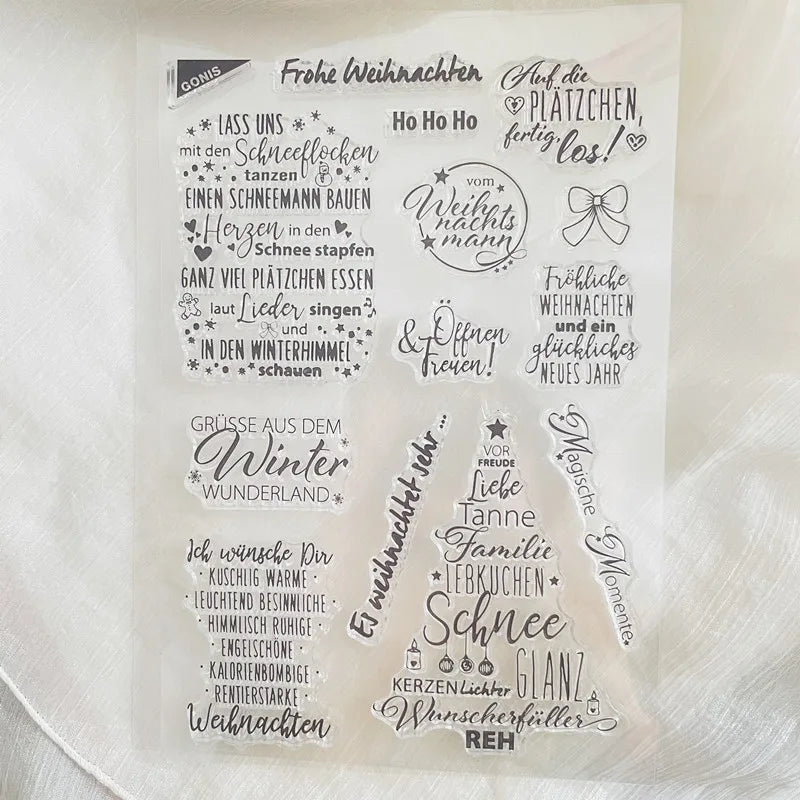 GONIS
Frohe Weihnachten
Auf die
PLÄTZCHEN,
fertig,
los!
Ho Ho Ho
LASS UNS
mit den Schneeflocken
tanzen
EINEN SCHNEEMANN BAUEN
Herzen in den
Schnee stapfen
GANZ VIEL PLÄTZCHEN ESSEN
laut Lieder singen
und
IN DEN WINTERHIMMEL
schauen
vom
Weih
nachts
mann
Öffnen
& Freuen!
Fröhliche
WEIHNACHTEN
und ein
glückliches
NEUES JAHR
GRÜSSE AUS DEM
Winter
WUNDERLAND
Es weihnachtet sehr ...
VOR
FREUDE
Liebe
Tanne
Familie
LEBKUCHEN
Schnee
GLANZ
KERZEN Lichter
Wunscherfüller
REH
Magische
Momente
Ich wünsche Dir
· KUSCHLIG WARME ·
· LEUCHTEND BESINNLICHE ·
· HIMMLISCH RUHIGE ·
· ENGELSCHÖNE ·
· KALORIENBOMBIGE ·
· RENTIERSTARKE ·
Weihnachten